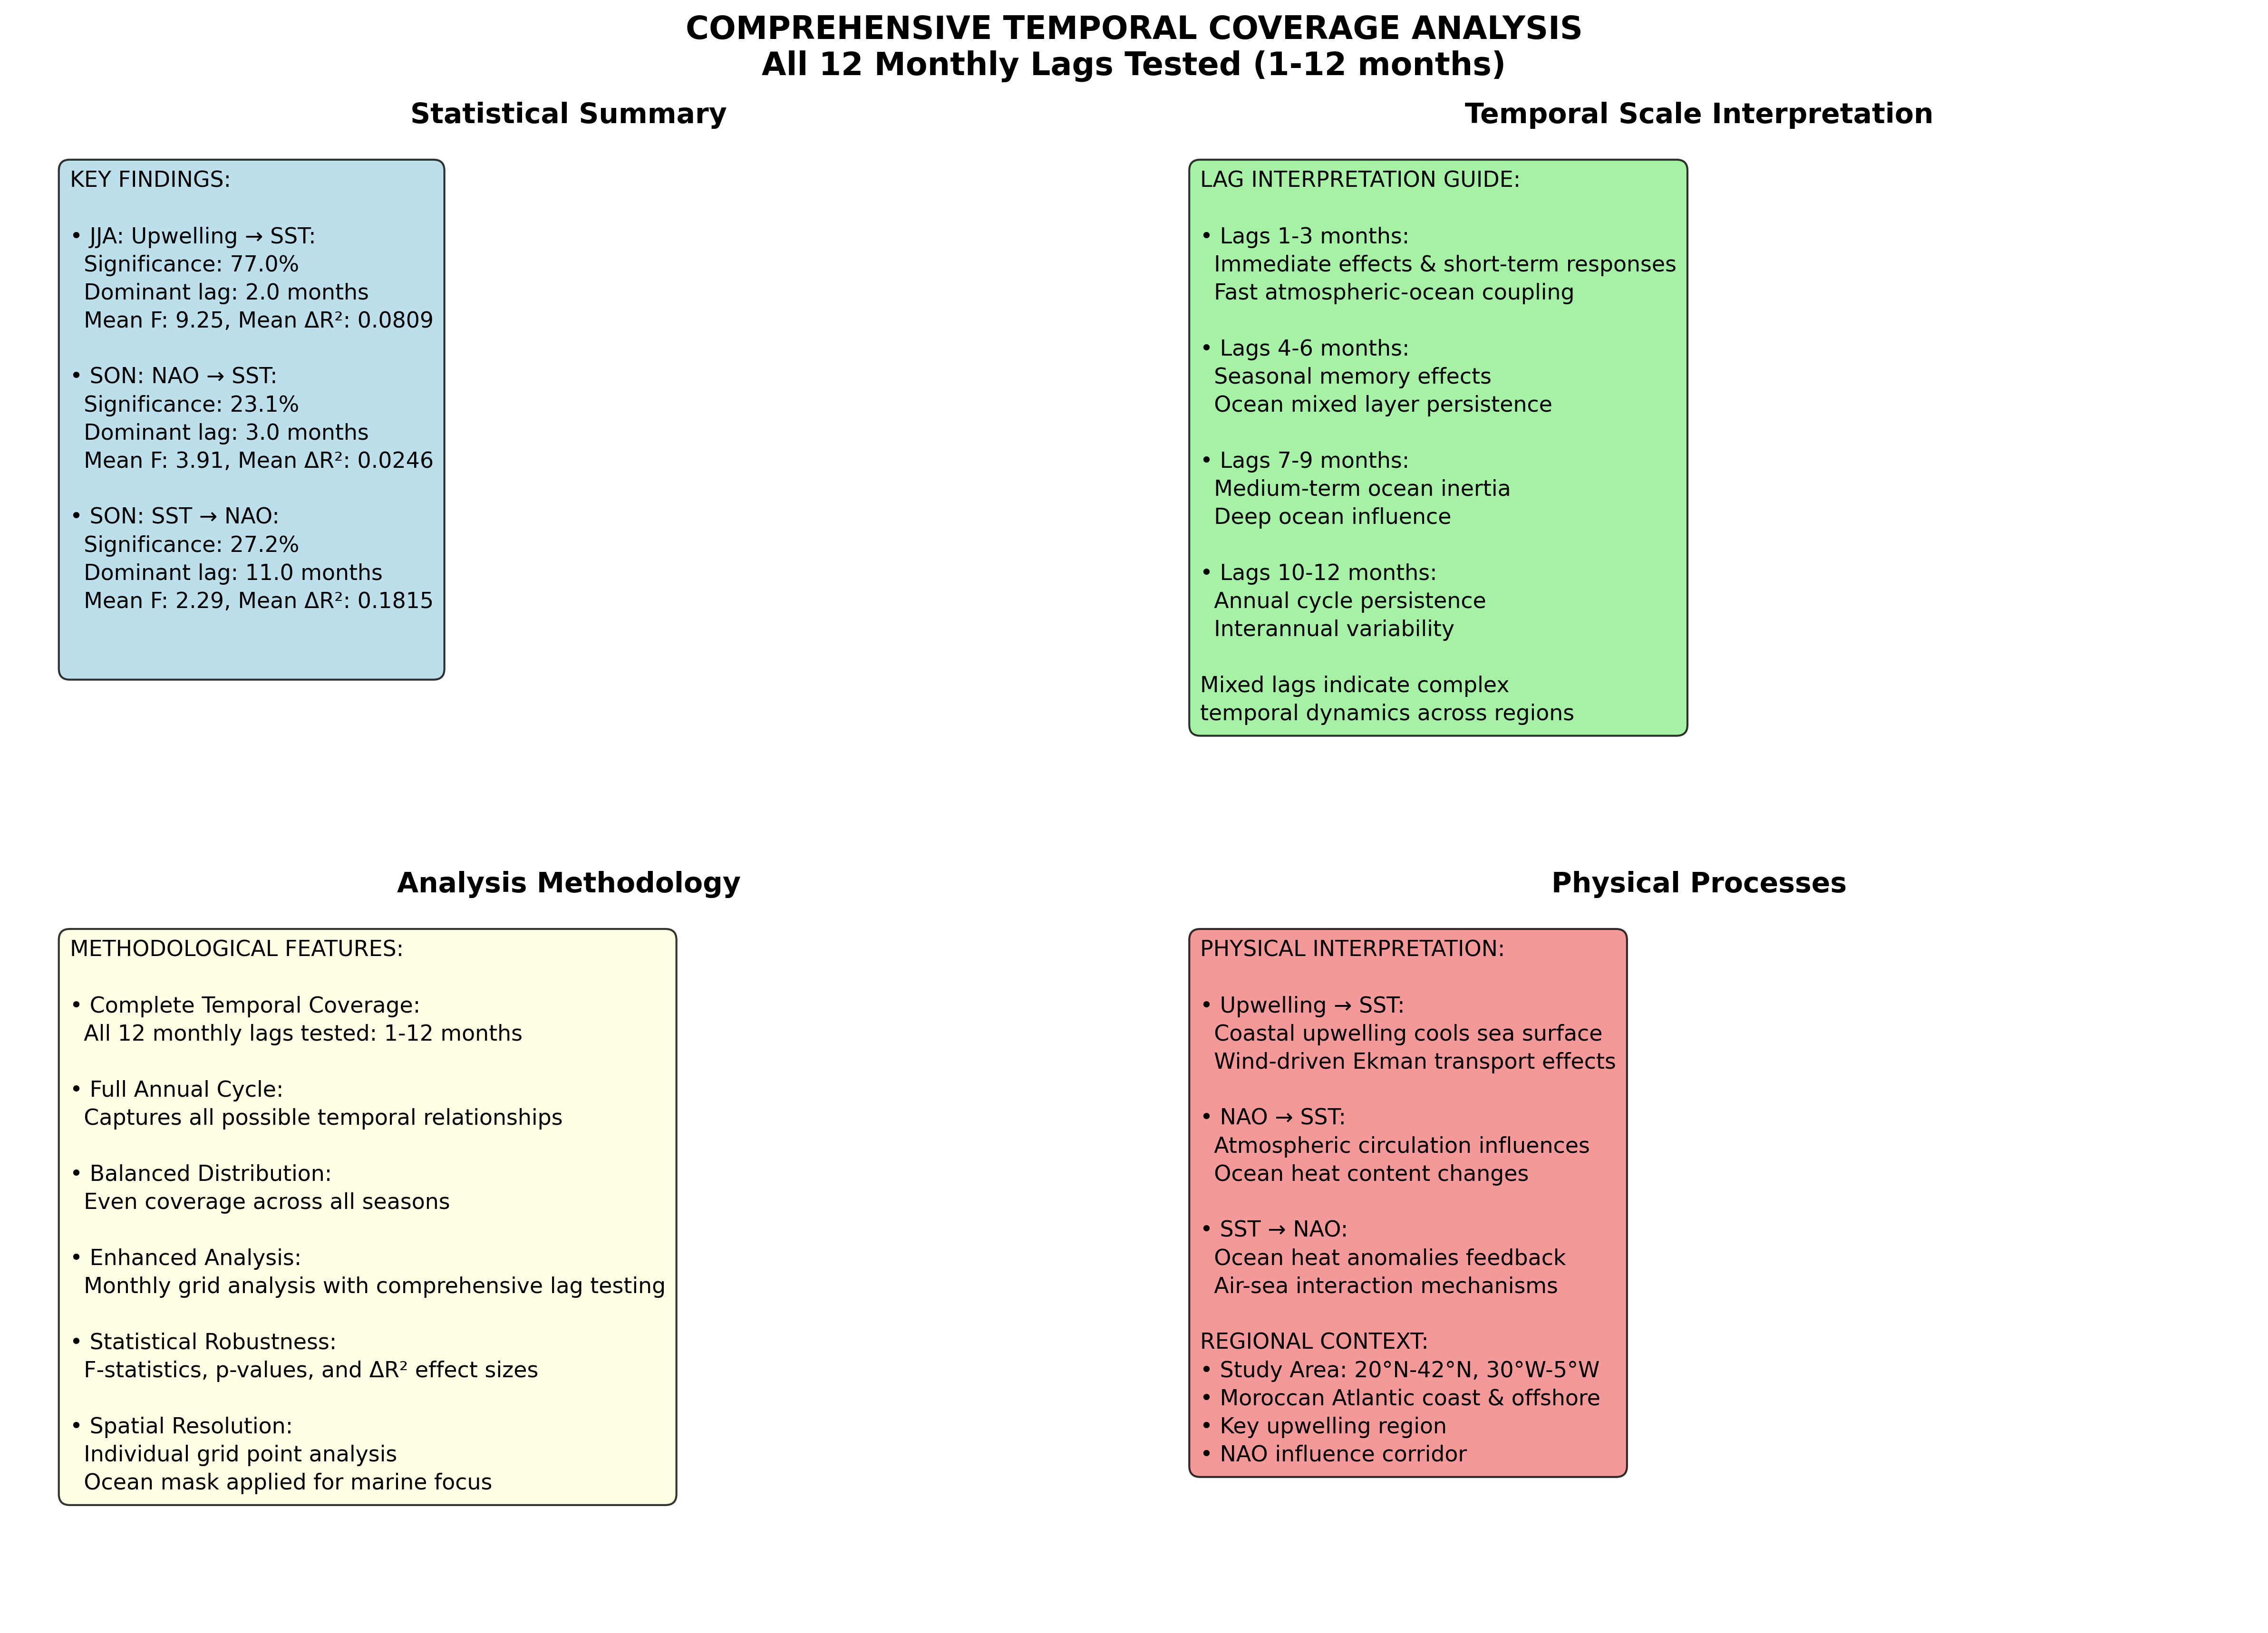 COMPREHENSIVE TEMPORAL COVERAGE ANALYSIS
All 12 Monthly Lags Tested (1-12 months)
Statistical Summary
KEY FINDINGS:
• JJA: Upwelling → SST:
Significance: 77.0%
Dominant lag: 2.0 months
Mean F: 9.25, Mean ΔR²: 0.0809
• SON: NAO → SST:
Significance: 23.1%
Dominant lag: 3.0 months
Mean F: 3.91, Mean ΔR²: 0.0246
• SON: SST → NAO:
Significance: 27.2%
Dominant lag: 11.0 months
Mean F: 2.29, Mean ΔR²: 0.1815
Temporal Scale Interpretation
LAG INTERPRETATION GUIDE:
• Lags 1-3 months:
Immediate effects & short-term responses
Fast atmospheric-ocean coupling
• Lags 4-6 months:
Seasonal memory effects
Ocean mixed layer persistence
• Lags 7-9 months:
Medium-term ocean inertia
Deep ocean influence
• Lags 10-12 months:
Annual cycle persistence
Interannual variability
Mixed lags indicate complex
temporal dynamics across regions
Analysis Methodology
METHODOLOGICAL FEATURES:
• Complete Temporal Coverage:
All 12 monthly lags tested: 1-12 months
• Full Annual Cycle:
Captures all possible temporal relationships
• Balanced Distribution:
Even coverage across all seasons
• Enhanced Analysis:
Monthly grid analysis with comprehensive lag testing
• Statistical Robustness:
F-statistics, p-values, and ΔR² effect sizes
• Spatial Resolution:
Individual grid point analysis
Ocean mask applied for marine focus
Physical Processes
PHYSICAL INTERPRETATION:
• Upwelling → SST:
Coastal upwelling cools sea surface
Wind-driven Ekman transport effects
• NAO → SST:
Atmospheric circulation influences
Ocean heat content changes
• SST → NAO:
Ocean heat anomalies feedback
Air-sea interaction mechanisms
REGIONAL CONTEXT:
• Study Area: 20°N-42°N, 30°W-5°W
• Moroccan Atlantic coast & offshore
• Key upwelling region
• NAO influence corridor